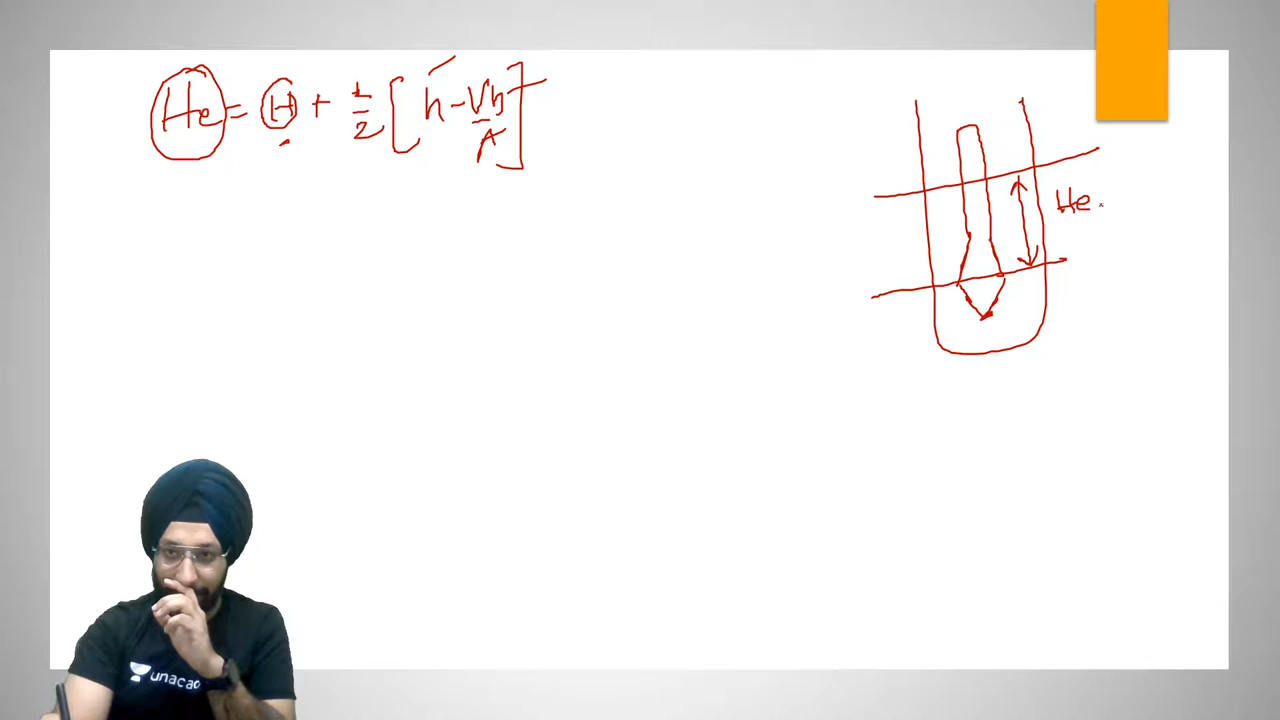 He = H + 1/2 [h - Vh/A]
He
unacad